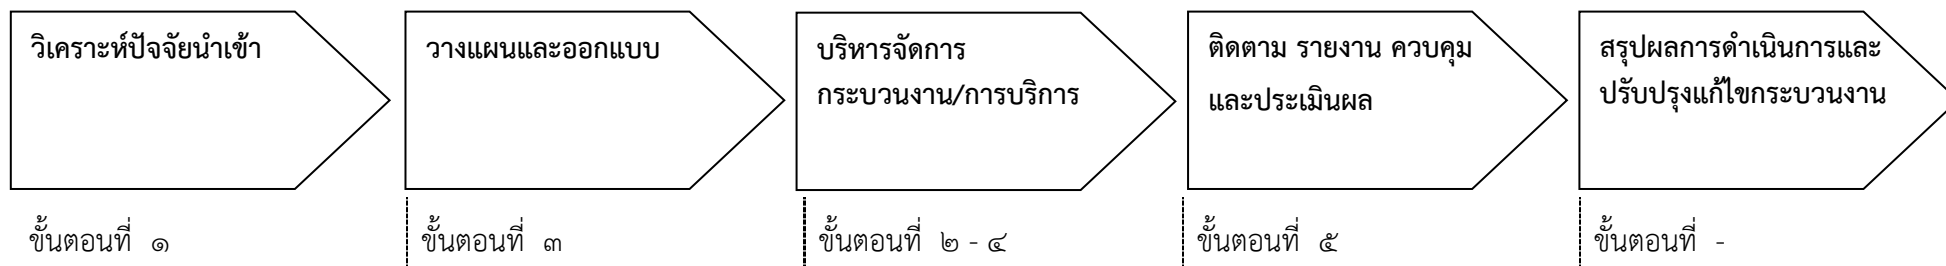 วิเคราะห์ปัจจัยนำเข้า
วางแผนและออกแบบ
บริหารจัดการ
กระบวนงาน/การบริการ
ติดตาม รายงาน ควบคุม
และประเมินผล
สรุปผลการดำเนินการและ
ปรับปรุงแก้ไขกระบวนงาน
ขั้นตอนที่ ๑
ขั้นตอนที่ ๓
ขั้นตอนที่ ๒ - ๔
ขั้นตอนที่ ๕
ขั้นตอนที่ -